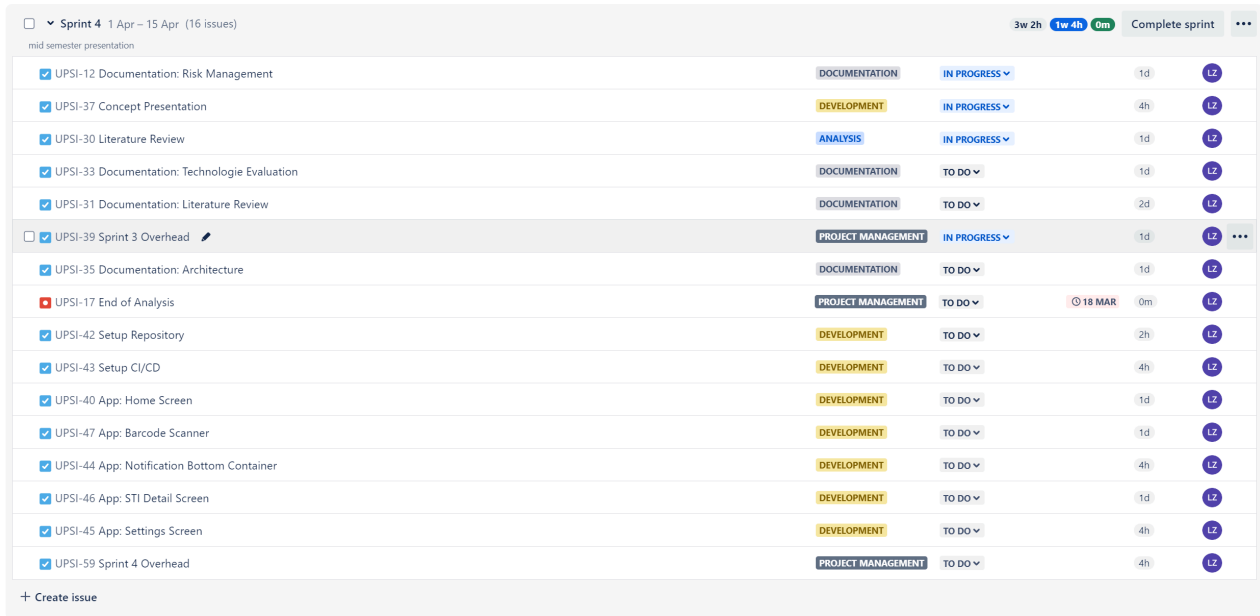 Sprint 4 1 Apr – 15 Apr (16 issues) 3w 2h 1w 4h 0m Complete sprint
mid semester presentation
UPSI-12 Documentation: Risk Management DOCUMENTATION IN PROGRESS 1d LZ
UPSI-37 Concept Presentation DEVELOPMENT IN PROGRESS 4h LZ
UPSI-30 Literature Review ANALYSIS IN PROGRESS 1d LZ
UPSI-33 Documentation: Technologie Evaluation DOCUMENTATION TO DO 1d LZ
UPSI-31 Documentation: Literature Review DOCUMENTATION TO DO 2d LZ
UPSI-39 Sprint 3 Overhead PROJECT MANAGEMENT IN PROGRESS 1d LZ
UPSI-35 Documentation: Architecture DOCUMENTATION TO DO 1d LZ
UPSI-17 End of Analysis PROJECT MANAGEMENT TO DO 18 MAR 0m LZ
UPSI-42 Setup Repository DEVELOPMENT TO DO 2h LZ
UPSI-43 Setup CI/CD DEVELOPMENT TO DO 4h LZ
UPSI-40 App: Home Screen DEVELOPMENT TO DO 1d LZ
UPSI-47 App: Barcode Scanner DEVELOPMENT TO DO 1d LZ
UPSI-44 App: Notification Bottom Container DEVELOPMENT TO DO 4h LZ
UPSI-46 App: STI Detail Screen DEVELOPMENT TO DO 1d LZ
UPSI-45 App: Settings Screen DEVELOPMENT TO DO 4h LZ
UPSI-59 Sprint 4 Overhead PROJECT MANAGEMENT TO DO 4h LZ
+ Create issue